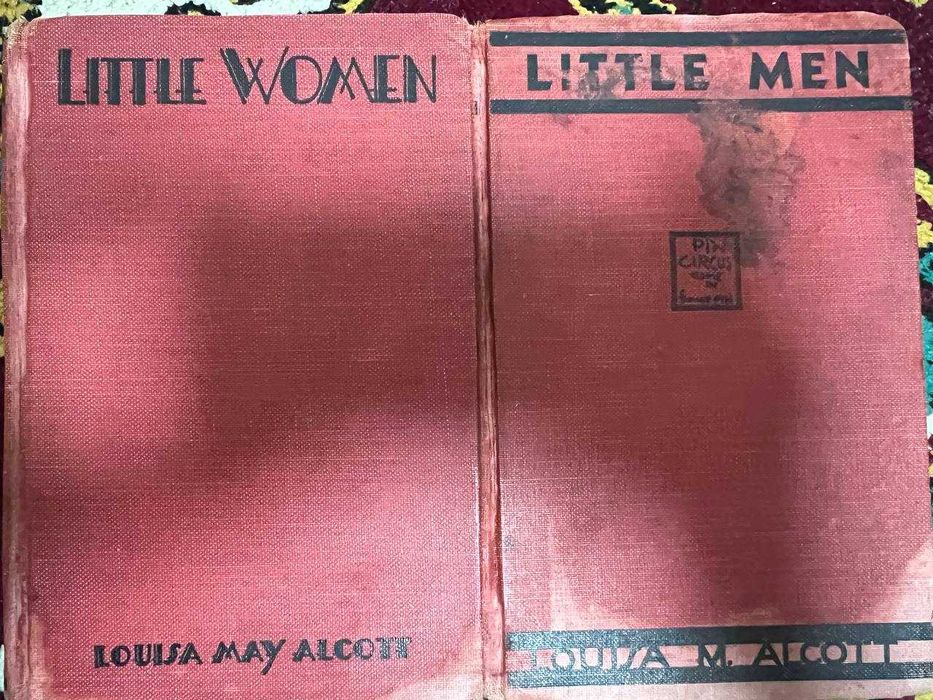 LITTLE WOMEN
LOUISA MAY ALCOTT
LITTLE MEN
PIN
CIRCUS
LOUISA M. ALCOTT